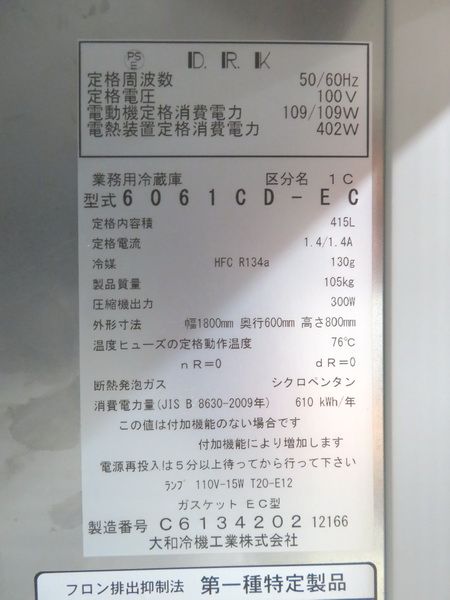 PS
E
D.R.K
定格周波数 50/60Hz
定格電圧 100V
電動機定格消費電力 109/109W
電熱装置定格消費電力 402W
業務用冷蔵庫 区分名 1C
型式 6061CD-EC
定格内容積 415L
定格電流 1.4/1.4A
冷媒 HFC R134a 130g
製品質量 105kg
圧縮機出力 300W
外形寸法 幅1800mm 奥行600mm 高さ800mm
温度ヒューズの定格動作温度 76℃
nR=0 dR=0
断熱発泡ガス シクロペンタン
消費電力量(JIS B 8630-2009年) 610 kWh/年
この値は付加機能のない場合です
付加機能により増加します
電源再投入は5分以上待ってから行って下さい
ﾗﾝﾌﾟ 110V-15W T20-E12
ガスケット EC型
製造番号 C6134202 12166
大和冷機工業株式会社
フロン排出抑制法 第一種特定製品